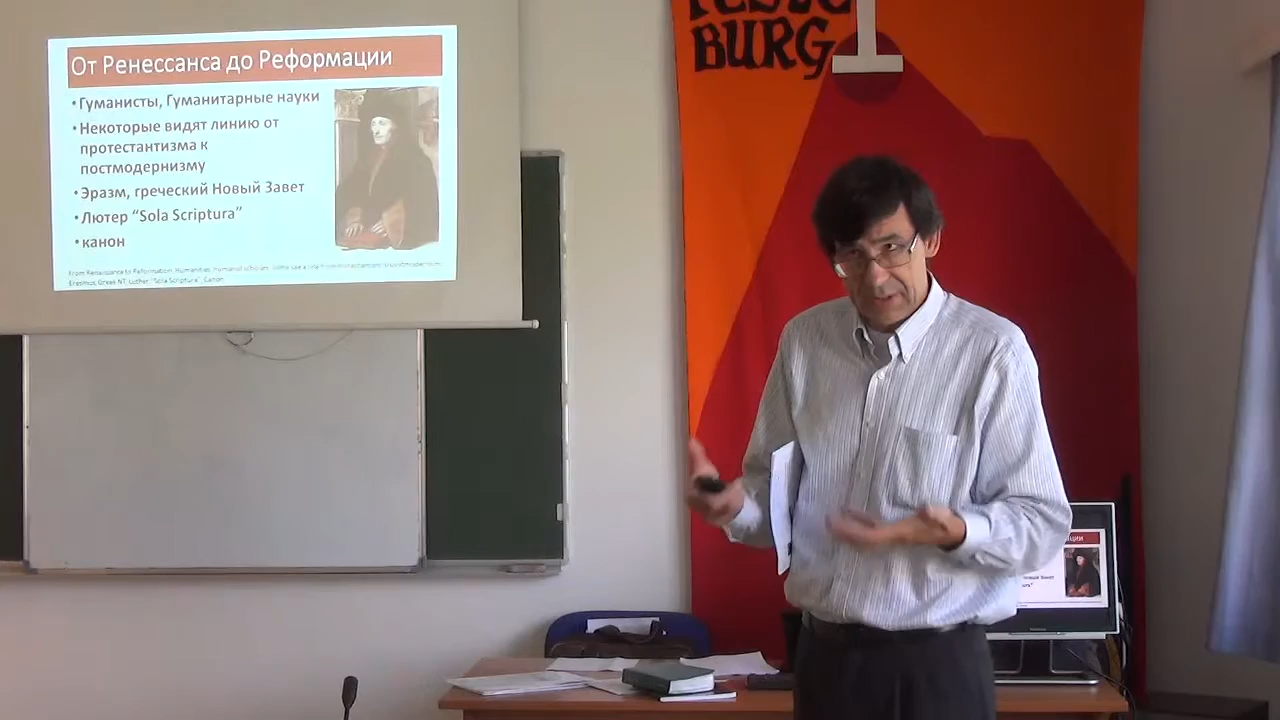 От Ренессанса до Реформации
•Гуманисты, Гуманитарные науки
•Некоторые видят линию от
протестантизма к
постмодернизму
•Эразм, греческий Новый Завет
•Лютер “Sola Scriptura”
•канон
From Renaissance to Reformation: Humanities, humanist scholars,
Erasmus, Greek NT, Luther, “Sola Scriptura”, Canon
BURG